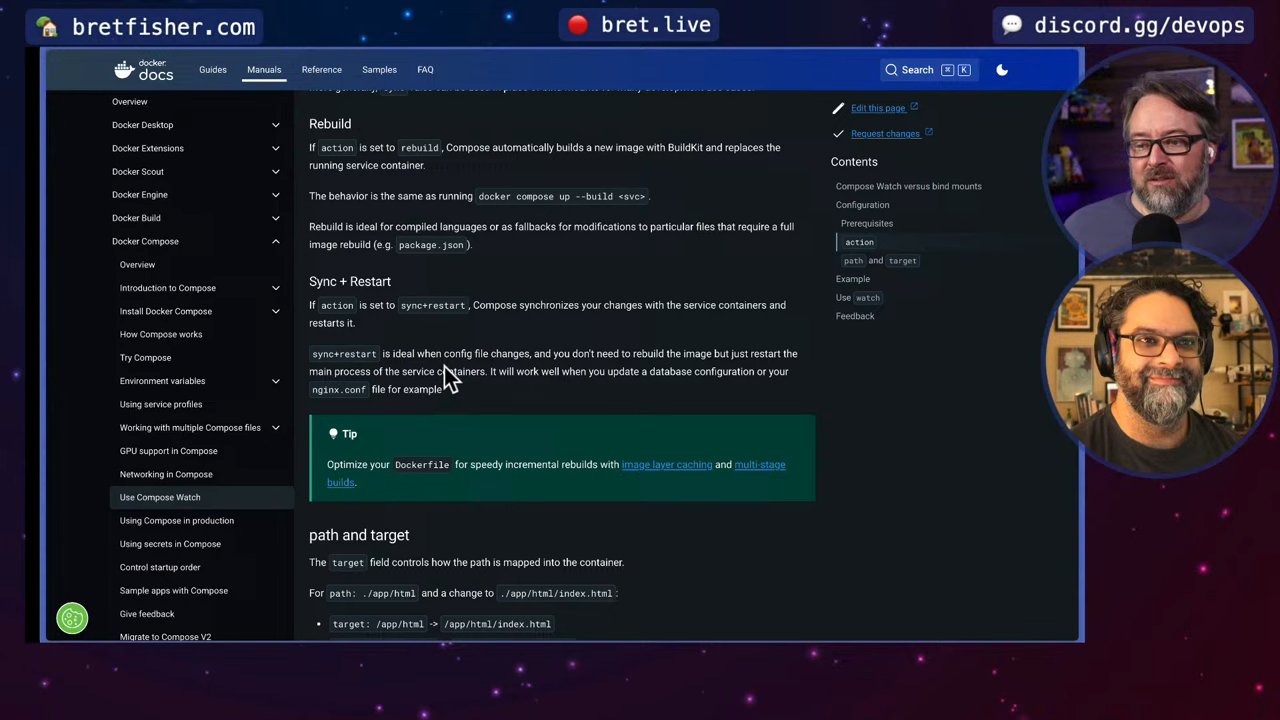 bretfisher.com
bret.live
discord.gg/devops
docker.
docs
Guides
Manuals
Reference
Samples
FAQ
Search ⌘ K
Overview
Docker Desktop
Docker Extensions
Docker Scout
Docker Engine
Docker Build
Docker Compose
Overview
Introduction to Compose
Install Docker Compose
How Compose works
Try Compose
Environment variables
Using service profiles
Working with multiple Compose files
GPU support in Compose
Networking in Compose
Use Compose Watch
Using Compose in production
Using secrets in Compose
Control startup order
Sample apps with Compose
Give feedback
Migrate to Compose V2
Rebuild
If action is set to rebuild, Compose automatically builds a new image with BuildKit and replaces the
running service container.
The behavior is the same as running docker compose up --build <svc>.
Rebuild is ideal for compiled languages or as fallbacks for modifications to particular files that require a full
image rebuild (e.g. package.json).
Sync + Restart
If action is set to sync+restart, Compose synchronizes your changes with the service containers and
restarts it.
sync+restart is ideal when config file changes, and you don't need to rebuild the image but just restart the
main process of the service containers. It will work well when you update a database configuration or your
nginx.conf file for example
Tip
Optimize your Dockerfile for speedy incremental rebuilds with image layer caching and multi-stage
builds.
path and target
The target field controls how the path is mapped into the container.
For path: ./app/html and a change to ./app/html/index.html:
• target: /app/html -> /app/html/index.html
Edit this page
Request changes
Contents
Compose Watch versus bind mounts
Configuration
Prerequisites
action
path and target
Example
Use watch
Feedback